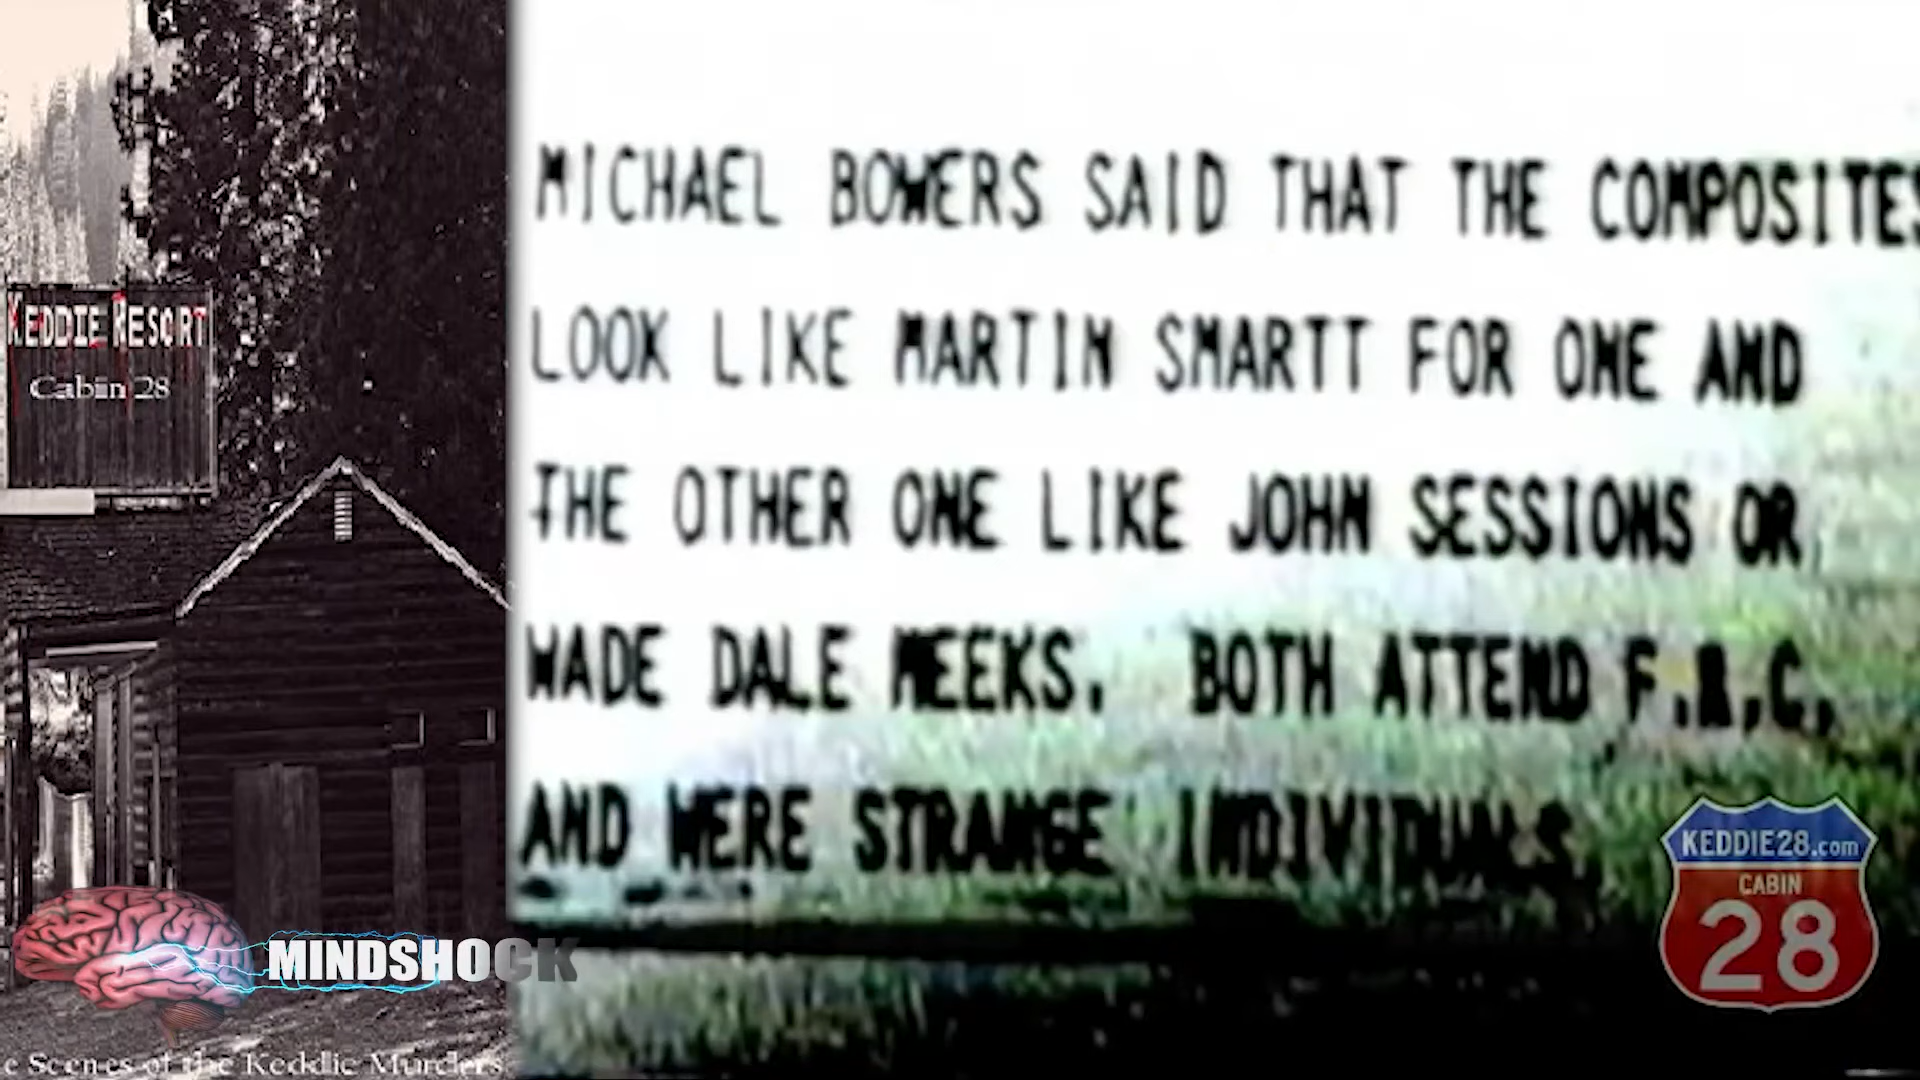 KEDDIE RESORT
Cabin 28
MICHAEL BOWERS SAID THAT THE COMPOSITES
LOOK LIKE MARTIN SMARTT FOR ONE AND
THE OTHER ONE LIKE JOHN SESSIONS OR
WADE DALE MEEKS. BOTH ATTEND F.R.C.
AND WERE STRANGE INDIVIDUALS
KEDDIE28.com
CABIN
28
MINDSHOCK
e Scenes of the Keddie Murders